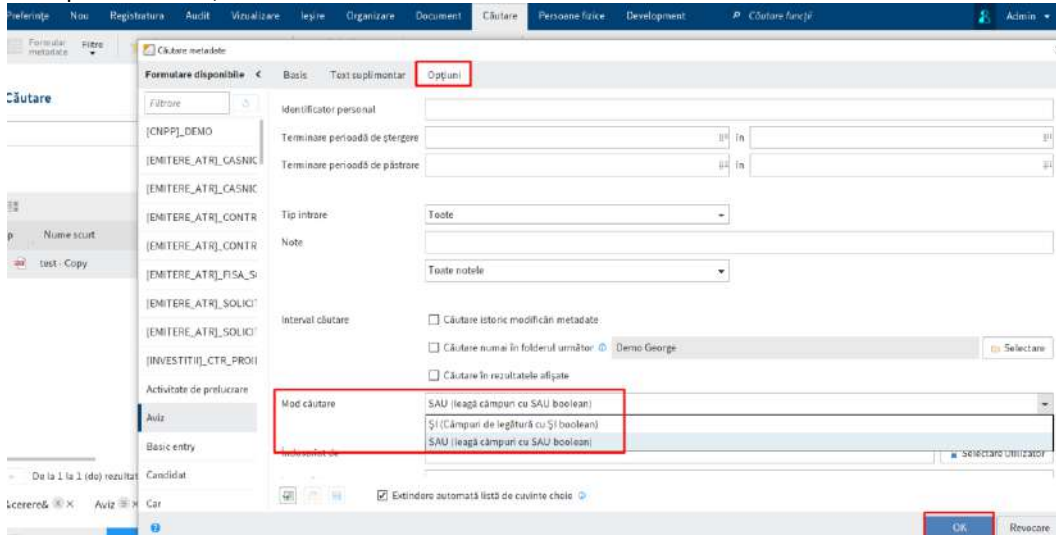 Preferințe Nou Registratura Audit Vizualizare Ieșire Organizare Document Căutare Persoane fizice Development Căutare funcții Admin
Formular metadate Filtre
Căutare metadate
Formulare disponibile Basis Text suplimentar Opțiuni
Căutare
Filtrare
Identificator personal
[CNPP]_DEMO
Terminare perioadă de ștergere în
[EMITERE_ATR]_CASNIC
Terminare perioadă de păstrare în
[EMITERE_ATR]_CASNIC
[EMITERE_ATR]_CONTR
Tip intrare Toate
Nume scurt
[EMITERE_ATR]_CONTR
Note
test - Copy
[EMITERE_ATR]_FISA_S
Toate notele
[EMITERE_ATR]_SOLICI
Interval căutare Căutare istoric modificări metadate
[EMITERE_ATR]_SOLICI
Căutare numai în folderul următor Demo George Selectare
[INVESTITII]_CTR_PROI
Căutare în rezultatele afișate
Activitate de prelucrare
Mod căutare SAU (leagă câmpuri cu SAU boolean)
Aviz
ȘI (Câmpuri de legătură cu ȘI boolean)
SAU (leagă câmpuri cu SAU boolean)
Basic entry
Selectare Utilizator
De la 1 la 1 (do) rezultat
Candidat
&cerere& Aviz
Car
Extindere automată listă de cuvinte cheie
OK Revocare